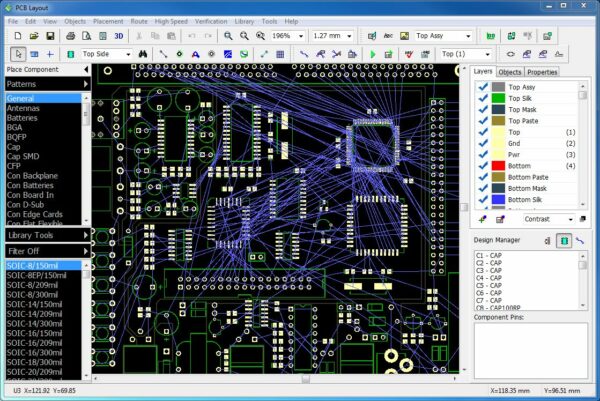 PCB Layout
File Edit View Objects Placement Route High Speed Verification Library Tools Help
3D 196% 1.27 mm Abc Top Assy
Top Side Top (1)
Place Component
Patterns
General
Antennas
Batteries
BGA
BQFP
Cap
Cap SMD
CFP
Con Backplane
Con Batteries
Con Board In
Con D-Sub
Con Edge Cards
Con Flat Flexible
Library Tools
Filter Off
SOIC-8/150mil
SOIC-8EP/150mil
SOIC-8/209mil
SOIC-8/300mil
SOIC-14/150mil
SOIC-14/209mil
SOIC-14/300mil
SOIC-16/150mil
SOIC-16/209mil
SOIC-16/300mil
SOIC-18/300mil
SOIC-20/209mil
Layers Objects Properties
Top Assy
Top Silk
Top Mask
Top Paste
Top (1)
Gnd (2)
Pwr (3)
Bottom (4)
Bottom Paste
Bottom Mask
Bottom Silk
Contrast
Design Manager
C1 - CAP
C2 - CAP
C3 - CAP
C4 - CAP
C5 - CAP
C6 - CAP
C7 - CAP
C8 - CAP100RP
Component Pins:
U3 X=121.92 Y=69.85
X=118.35 mm Y=96.51 mm